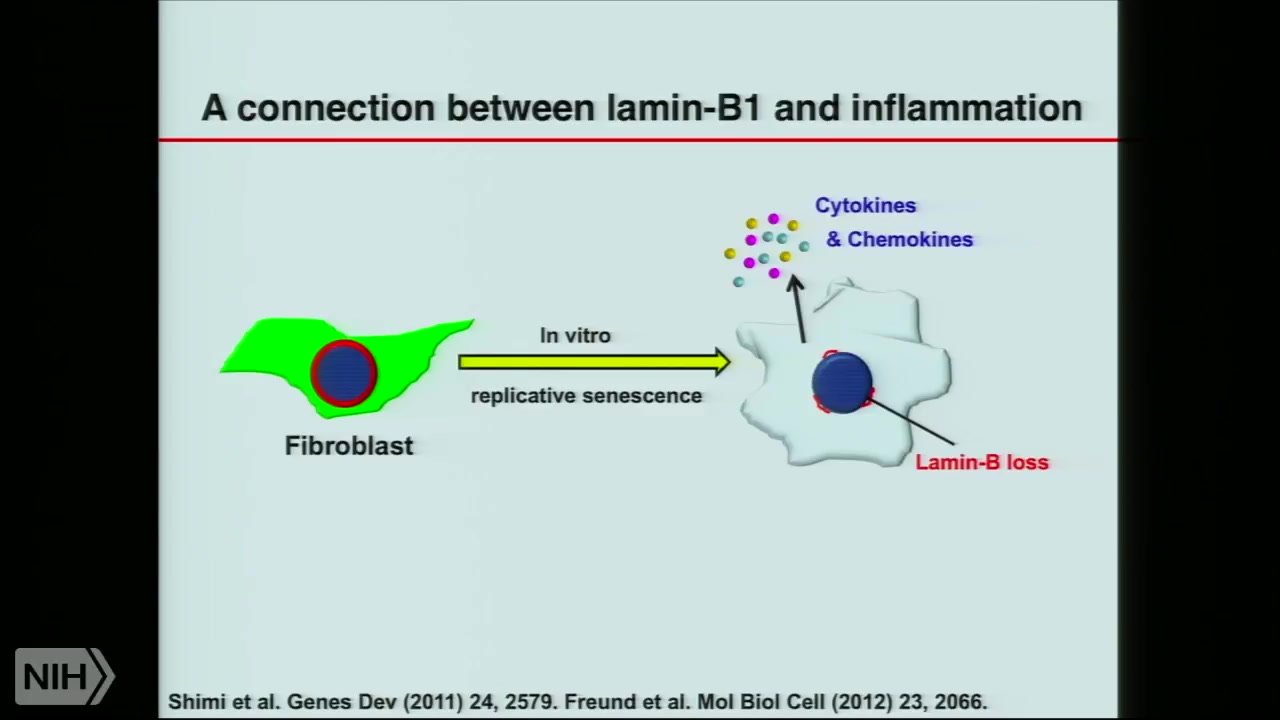 A connection between lamin-B1 and inflammation
Cytokines
& Chemokines
In vitro
replicative senescence
Fibroblast
Lamin-B loss
NIH
Shimi et al. Genes Dev (2011) 24, 2579. Freund et al. Mol Biol Cell (2012) 23, 2066.